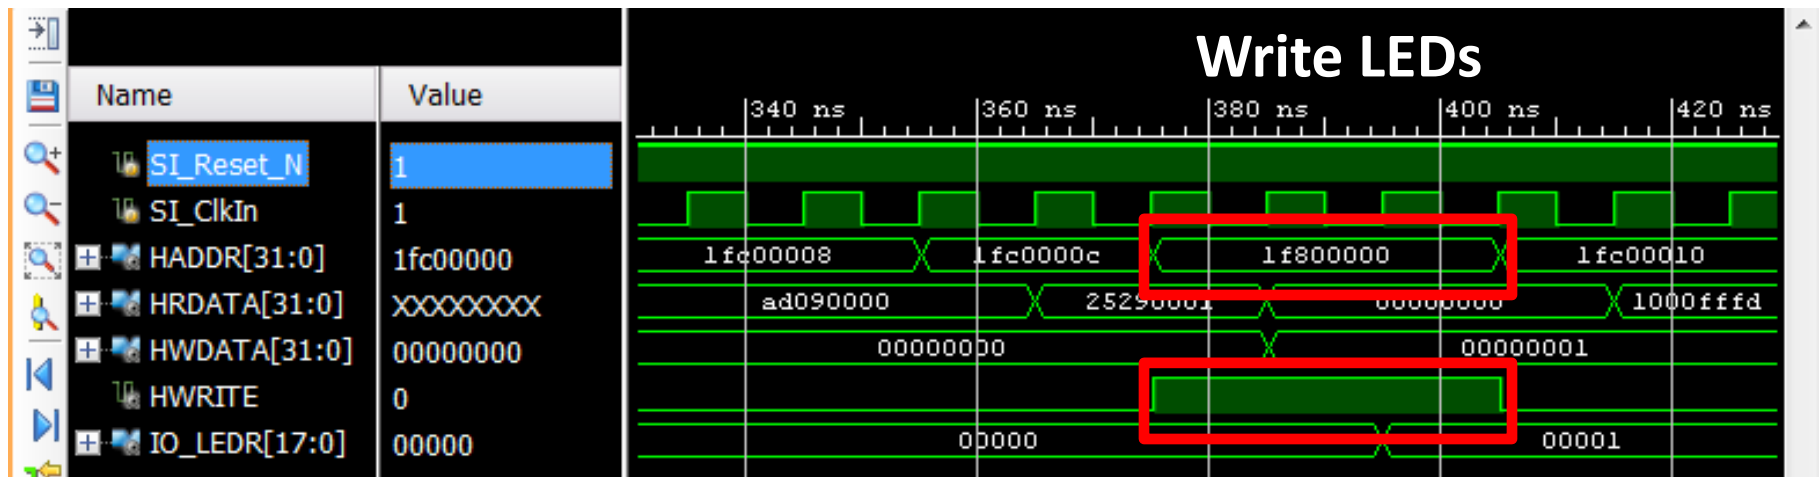 Write LEDs
Name Value
340 ns 360 ns 380 ns 400 ns 420 ns
SI_Reset_N 1
SI_ClkIn 1
HADDR[31:0] 1fc00000 1fc00008 1fc0000c 1f800000 1fc00010
HRDATA[31:0] XXXXXXXX ad090000 25290001 00000000 1000fffd
HWDATA[31:0] 00000000 00000000 00000001
HWRITE 0
IO_LEDR[17:0] 00000 00000 00001